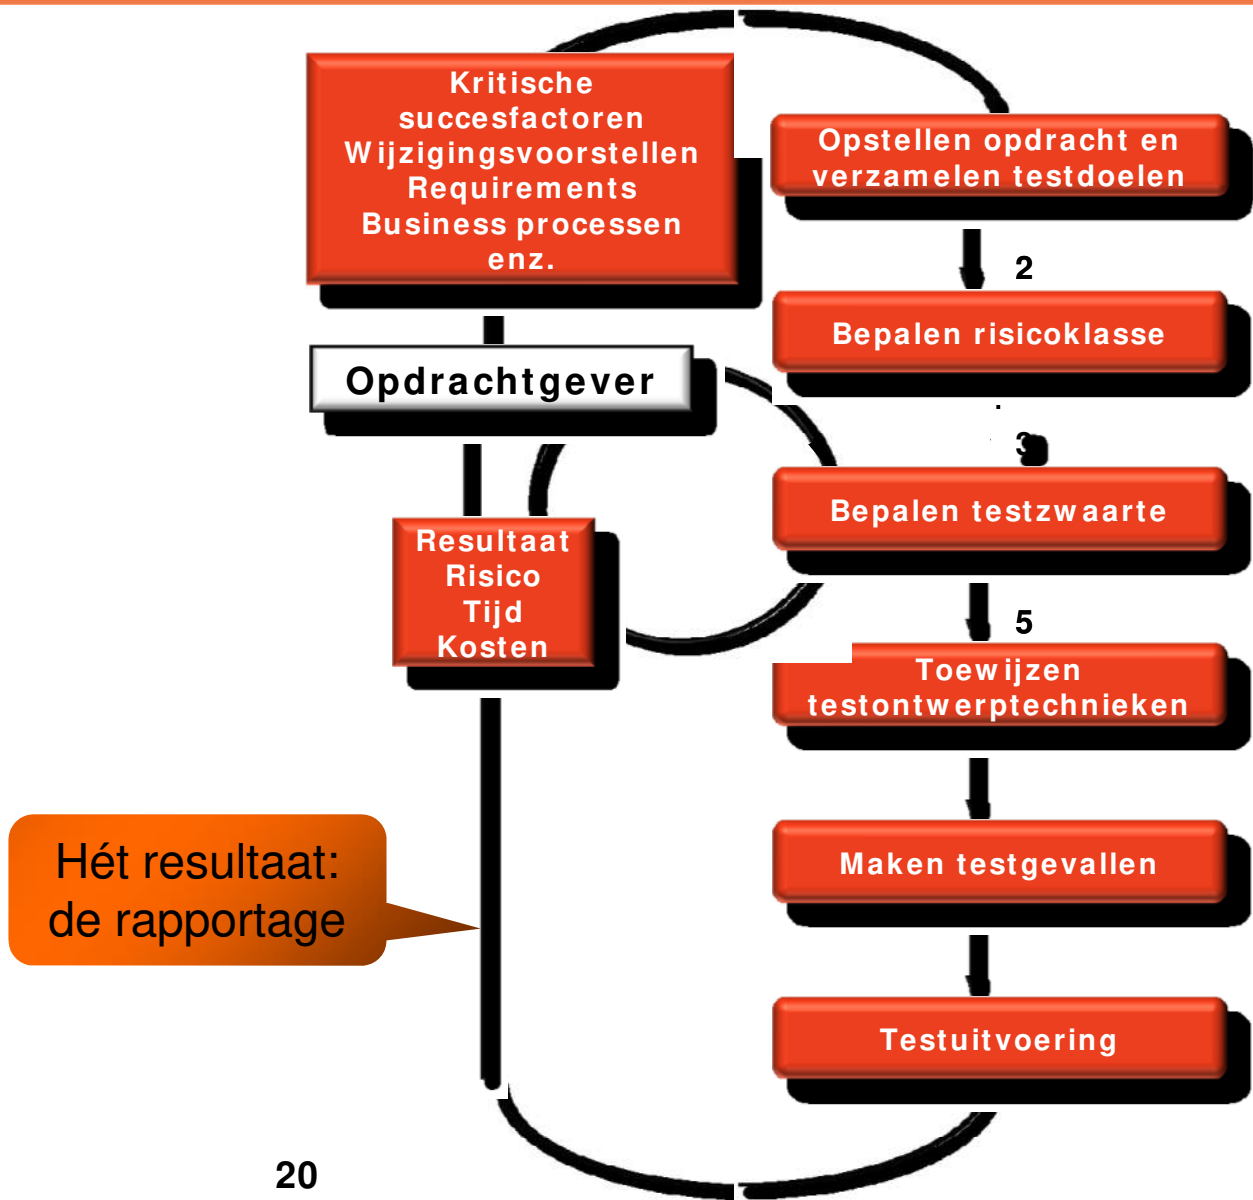 Kritische
succesfactoren
Wijzigingsvoorstellen
Requirements
Business processen
enz.
Opdrachtgever
Resultaat
Risico
Tijd
Kosten
Hét resultaat:
de rapportage
Opstellen opdracht en
verzamelen testdoelen
2
Bepalen risicoklasse
3
Bepalen testzwaarte
5
Toewijzen
testontwerptechnieken
Maken testgevallen
Testuitvoering
20